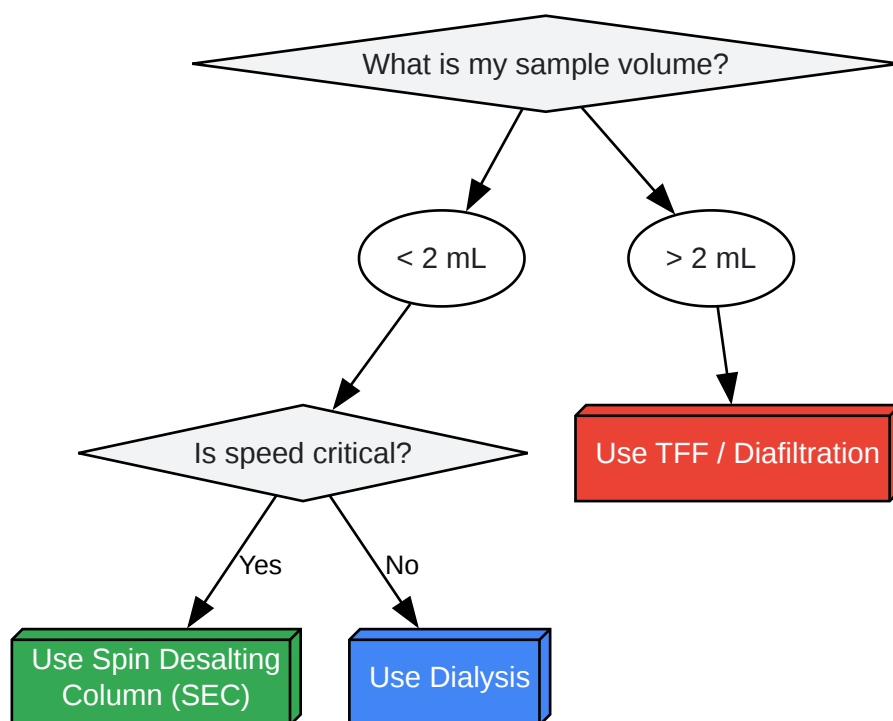 What is my sample volume?
< 2 mL
> 2 mL
Is speed critical?
Use TFF / Diafiltration
Yes
No
Use Spin Desalting
Column (SEC)
Use Dialysis